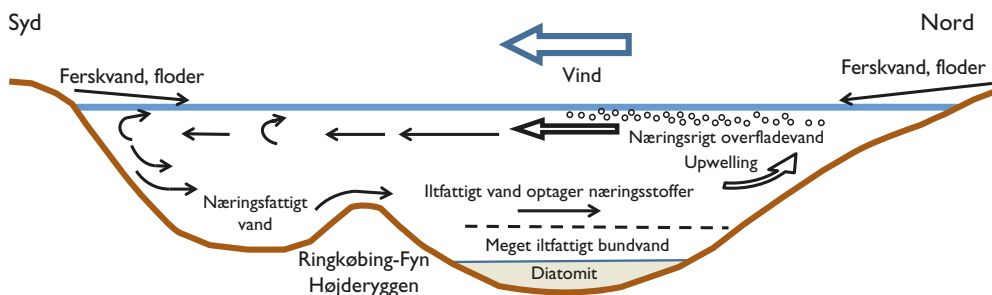 Syd
Nord
Vind
Ferskvand, floder
Ferskvand, floder
Næringsrigt overfladevand
Upwelling
Næringsfattigt
vand
Iltfattigt vand optager næringsstoffer
Meget iltfattigt bundvand
Ringkøbing-Fyn
Højderyggen
Diatomit